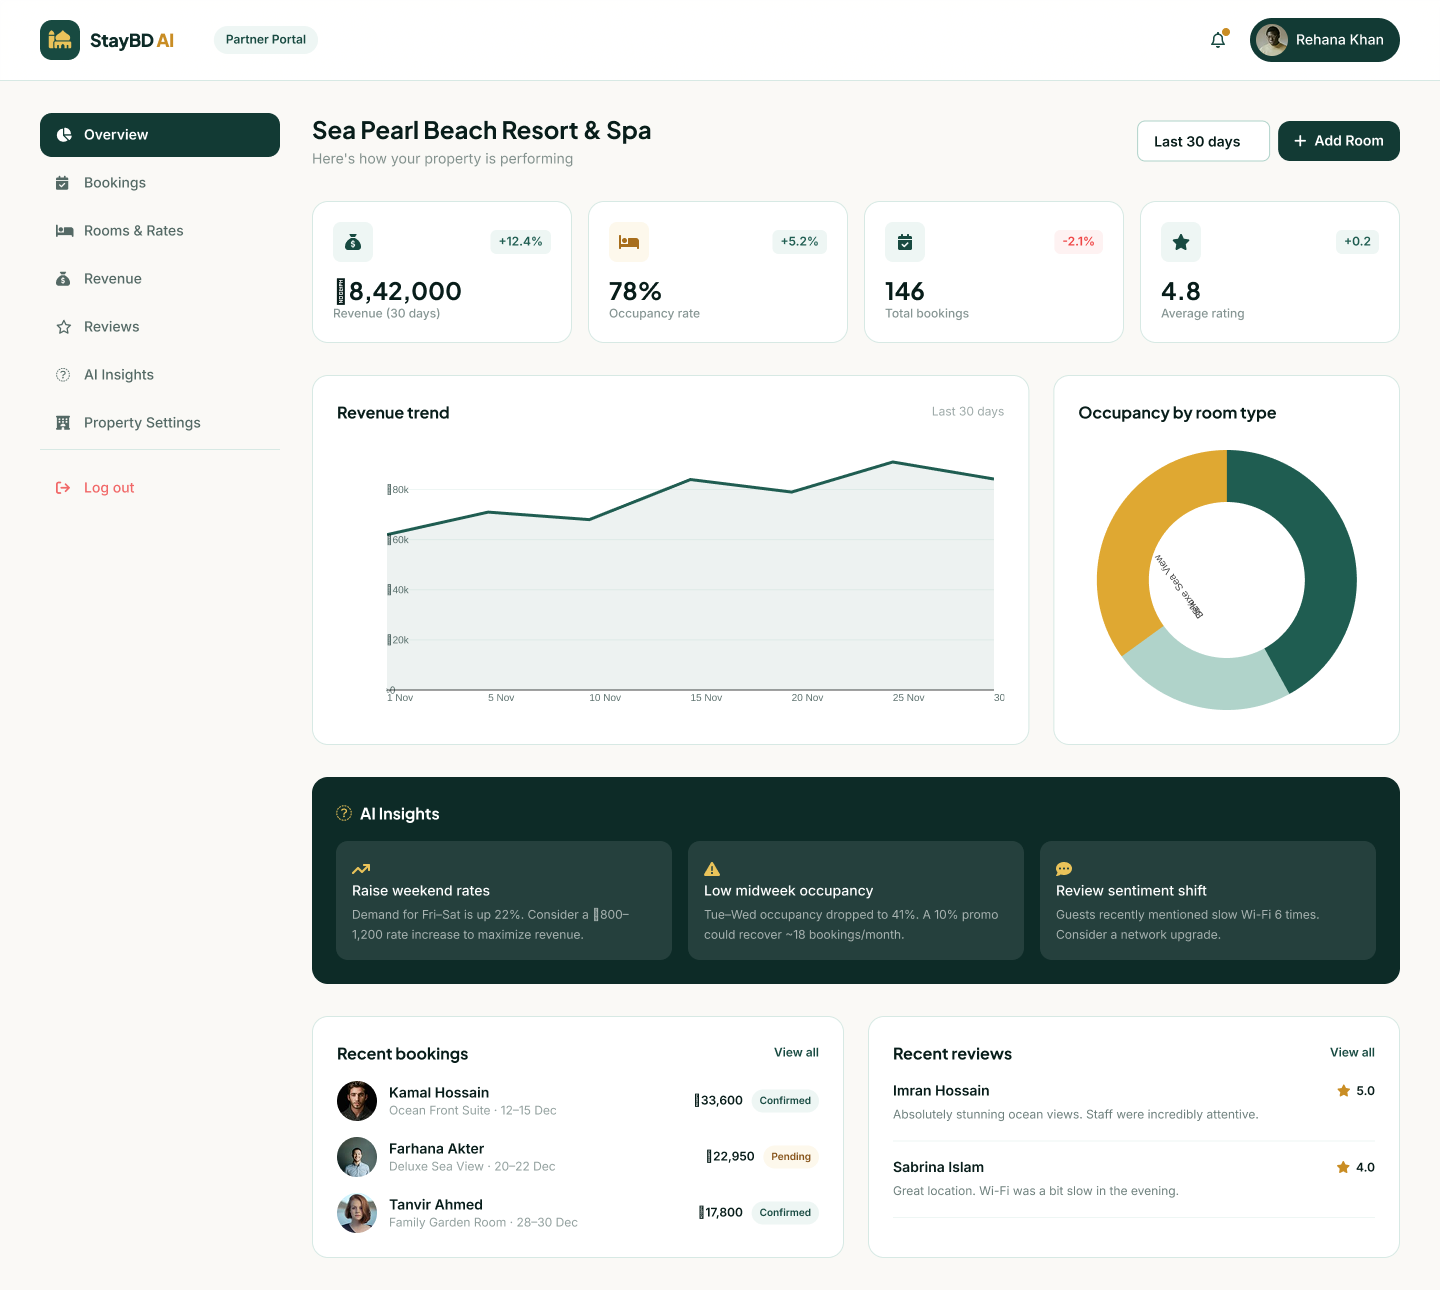 StayBD AI
Partner Portal
Rehana Khan
Overview
Bookings
Rooms & Rates
Revenue
Reviews
AI Insights
Property Settings
Log out
Sea Pearl Beach Resort & Spa
Here's how your property is performing
Last 30 days
+ Add Room
+12.4%
8,42,000
Revenue (30 days)
+5.2%
78%
Occupancy rate
-2.1%
146
Total bookings
+0.2
4.8
Average rating
Revenue trend
Last 30 days
80k
60k
40k
20k
0
1 Nov
5 Nov
10 Nov
15 Nov
20 Nov
25 Nov
30
Occupancy by room type
Sea View
AI Insights
Raise weekend rates
Demand for Fri–Sat is up 22%. Consider a 800–
1,200 rate increase to maximize revenue.
Low midweek occupancy
Tue–Wed occupancy dropped to 41%. A 10% promo
could recover ~18 bookings/month.
Review sentiment shift
Guests recently mentioned slow Wi-Fi 6 times.
Consider a network upgrade.
Recent bookings
View all
Kamal Hossain
Ocean Front Suite · 12–15 Dec
33,600
Confirmed
Farhana Akter
Deluxe Sea View · 20–22 Dec
22,950
Pending
Tanvir Ahmed
Family Garden Room · 28–30 Dec
17,800
Confirmed
Recent reviews
View all
Imran Hossain
5.0
Absolutely stunning ocean views. Staff were incredibly attentive.
Sabrina Islam
4.0
Great location. Wi-Fi was a bit slow in the evening.